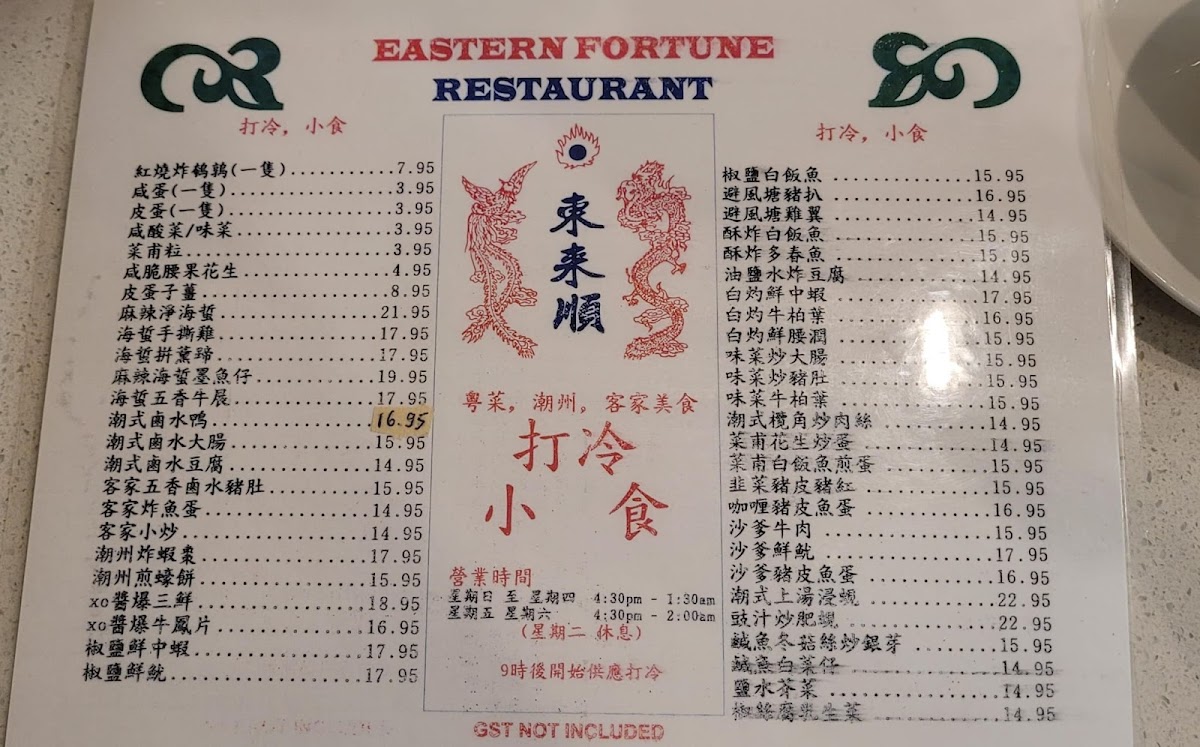 EASTERN FORTUNE
RESTAURANT
打冷，小食
紅燒炸鹌鹑(一隻)............7.95
咸蛋(一隻)..................3.95
皮蛋(一隻)..................3.95
咸酸菜/味菜.................3.95
菜甫粒......................3.95
咸脆腰果花生................4.95
皮蛋子薑....................8.95
麻辣淨海蜇..................21.95
海蜇手撕雞..................17.95
海蜇拼薰蹄..................17.95
麻辣海蜇墨魚仔..............19.95
海蜇五香牛𦟌................17.95
潮式鹵水鸭..................16.95
潮式鹵水大腸................15.95
潮式鹵水豆腐................14.95
客家五香鹵水豬肚............15.95
客家炸魚蛋..................14.95
客家小炒....................14.95
潮州炸蝦棗..................17.95
潮州煎蠔餅..................15.95
xo醬爆三鮮..................18.95
xo醬爆牛鳳片................16.95
椒鹽鮮中蝦..................17.95
椒鹽鮮魷....................17.95
東来順
粵菜，潮州，客家美食
打冷
小食
營業時間
星期日 至 星期四 4:30pm - 1:30am
星期五 星期六 4:30pm - 2:00am
(星期二 休息)
9時後開始供應打冷
GST NOT INCLUDED
打冷，小食
椒鹽白飯魚..................15.95
避風塘豬扒..................16.95
避風塘雞翼..................14.95
酥炸白飯魚..................15.95
酥炸多春魚..................15.95
油鹽水炸豆腐................14.95
白灼鮮中蝦..................17.95
白灼牛柏葉..................16.95
白灼鮮腰潤..................15.95
味菜炒大腸..................15.95
味菜炒豬肚..................15.95
味菜牛柏葉..................15.95
潮式欖角炒肉絲..............14.95
菜甫花生炒蛋................14.95
菜甫白飯魚煎蛋..............15.95
韭菜豬皮豬紅................15.95
咖喱豬皮魚蛋................16.95
沙爹牛肉....................15.95
沙爹鮮魷....................17.95
沙爹豬皮魚蛋................16.95
潮式上湯浸蜆................22.95
豉汁炒肥蜆..................22.95
鹹魚冬菇絲炒銀芽............15.95
白菜仔..................14.95
鹽水芥菜....................14.95
椒絲腐乳生菜................14.95